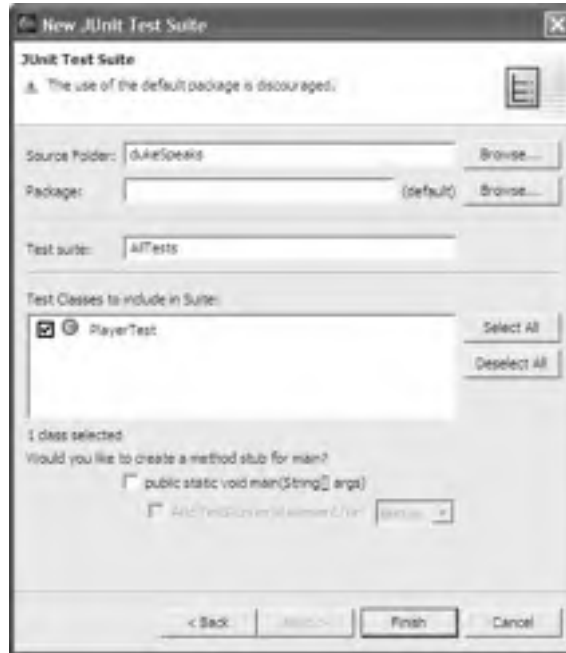 New JUnit Test Suite
JUnit Test Suite
The use of the default package is discouraged.
Source Folder: dukeSpeaks Browse...
Package: (default) Browse...
Test suite: AllTests
Test Classes to include in Suite:
PlayerTest
Select All
Deselect All
1 class selected
Would you like to create a method stub for main?
public static void main(String[] args)
< Back Finish Cancel